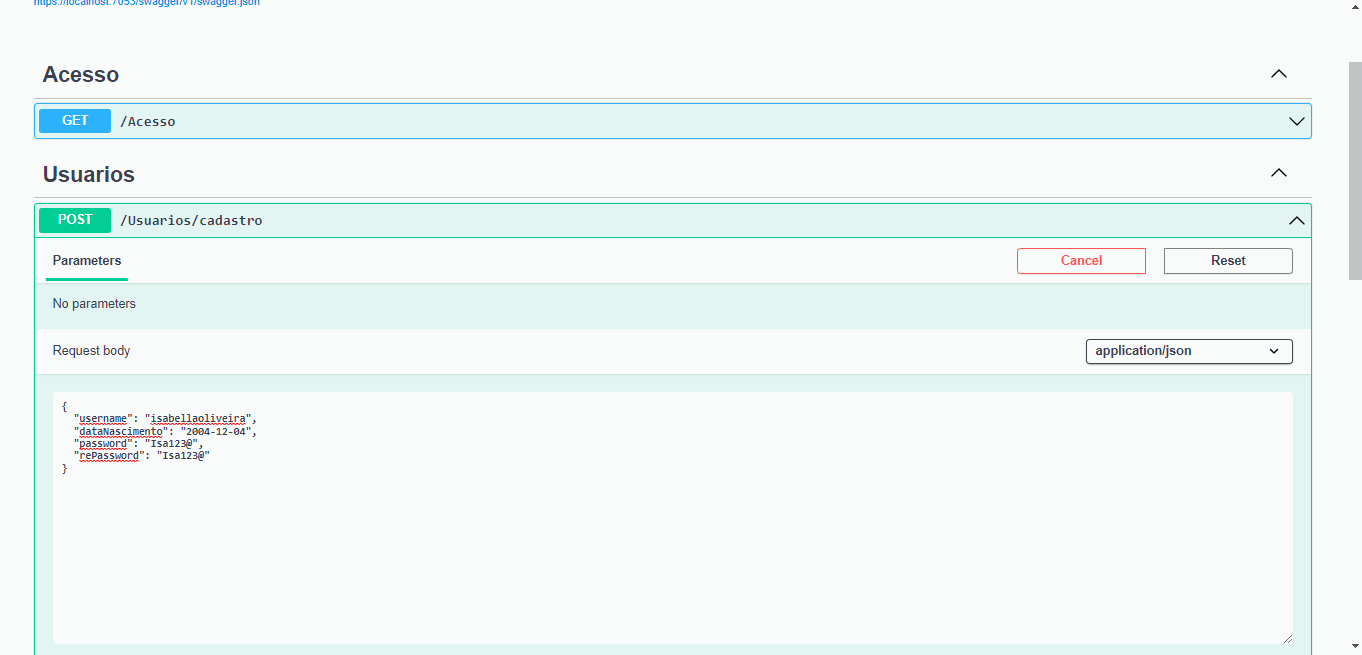 https://localhost:7053/swagger/v1/swagger.json
Acesso
GET /Acesso
Usuarios
POST /Usuarios/cadastro
Parameters
Cancel
Reset
No parameters
Request body
application/json
{
"username": "isabellaoliveira",
"dataNascimento": "2004-12-04",
"password": "Isa123@",
"rePassword": "Isa123@"
}